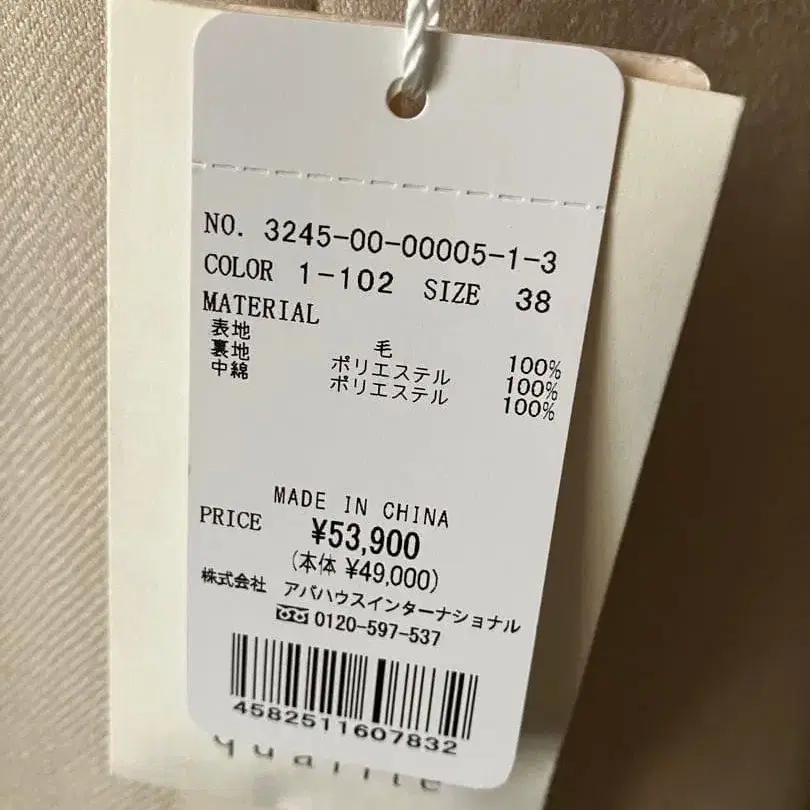 NO. 3245-00-00005-1-3
COLOR 1-102 SIZE 38
MATERIAL
表地 毛 100%
裏地 ポリエステル 100%
中綿 ポリエステル 100%
MADE IN CHINA
PRICE ¥53,900
(本体 ¥49,000)
株式会社 アバハウスインターナショナル
0120-597-537
4582511607832
qualite